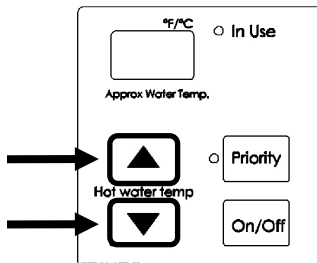 °F/°C
In Use
Approx Water Temp.
Priority
Hot water temp
On/Off